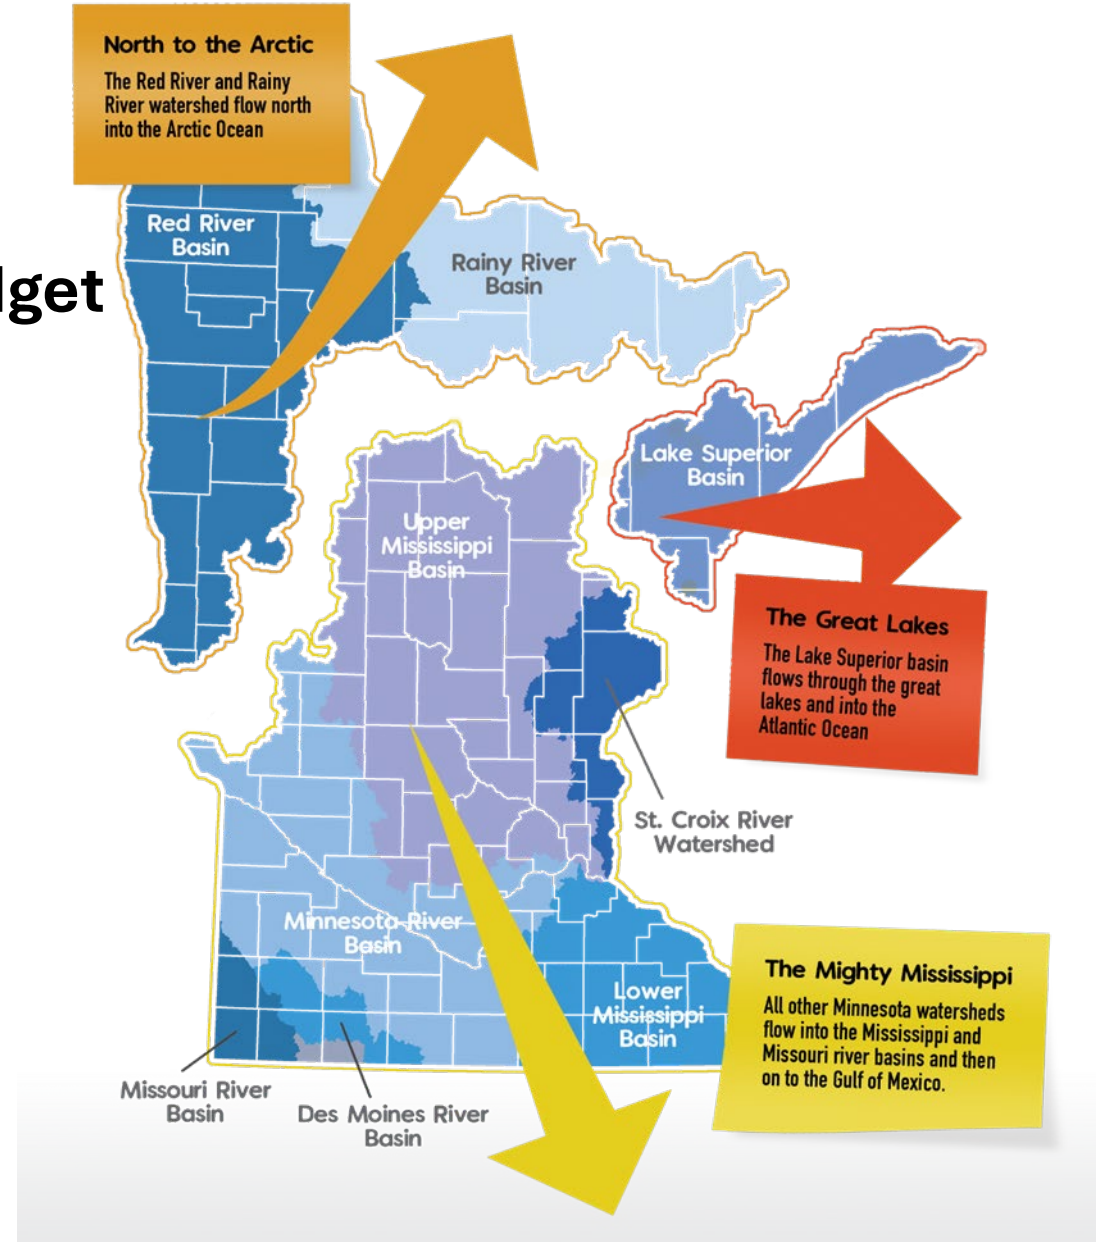 North to the Arctic
The Red River and Rainy
River watershed flow north
into the Arctic Ocean
Red River
Basin
Rainy River
Basin
Lake Superior
Basin
Upper
Mississippi
Basin
The Great Lakes
The Lake Superior basin
flows through the great
lakes and into the
Atlantic Ocean
St. Croix River
Watershed
Minnesota River
Basin
Lower
Mississippi
Basin
The Mighty Mississippi
All other Minnesota watersheds
flow into the Mississippi and
Missouri river basins and then
on to the Gulf of Mexico.
Missouri River
Basin
Des Moines River
Basin